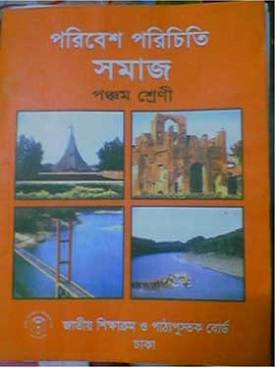 পরিবেশ পরিচিতি
সমাজ
পঞ্চম শ্রেণী
জাতীয় শিক্ষাক্রম ও পাঠ্যপুস্তক বোর্ড
ঢাকা